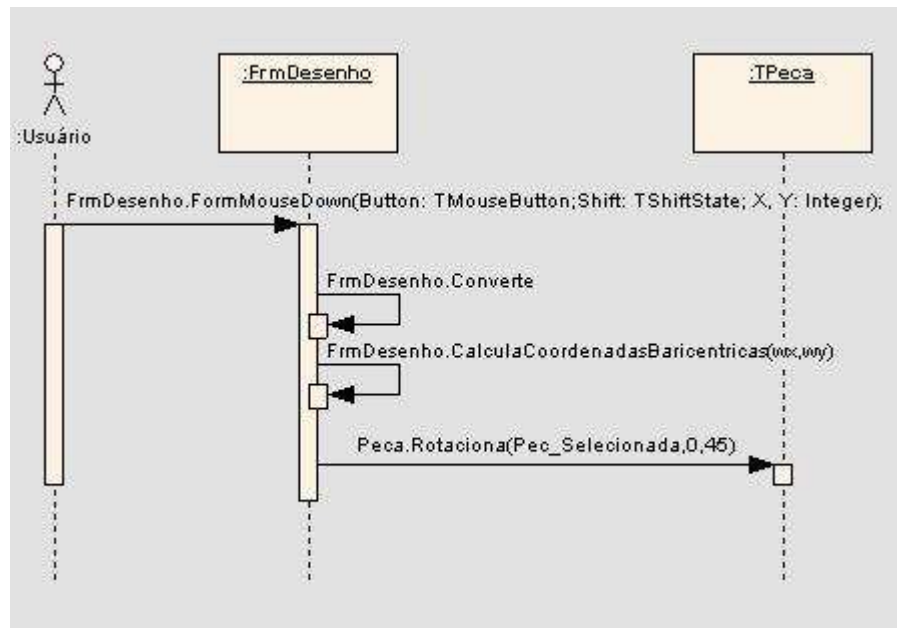 :FrmDesenho
:TPeca
:Usuário
FrmDesenho.FormMouseDown(Button: TMouseButton;Shift: TShiftState; X, Y: Integer);
FrmDesenho.Converte
FrmDesenho.CalculaCoordenadasBaricentricas(wx,wy)
Peca.Rotaciona(Pec_Selecionada,0,45)